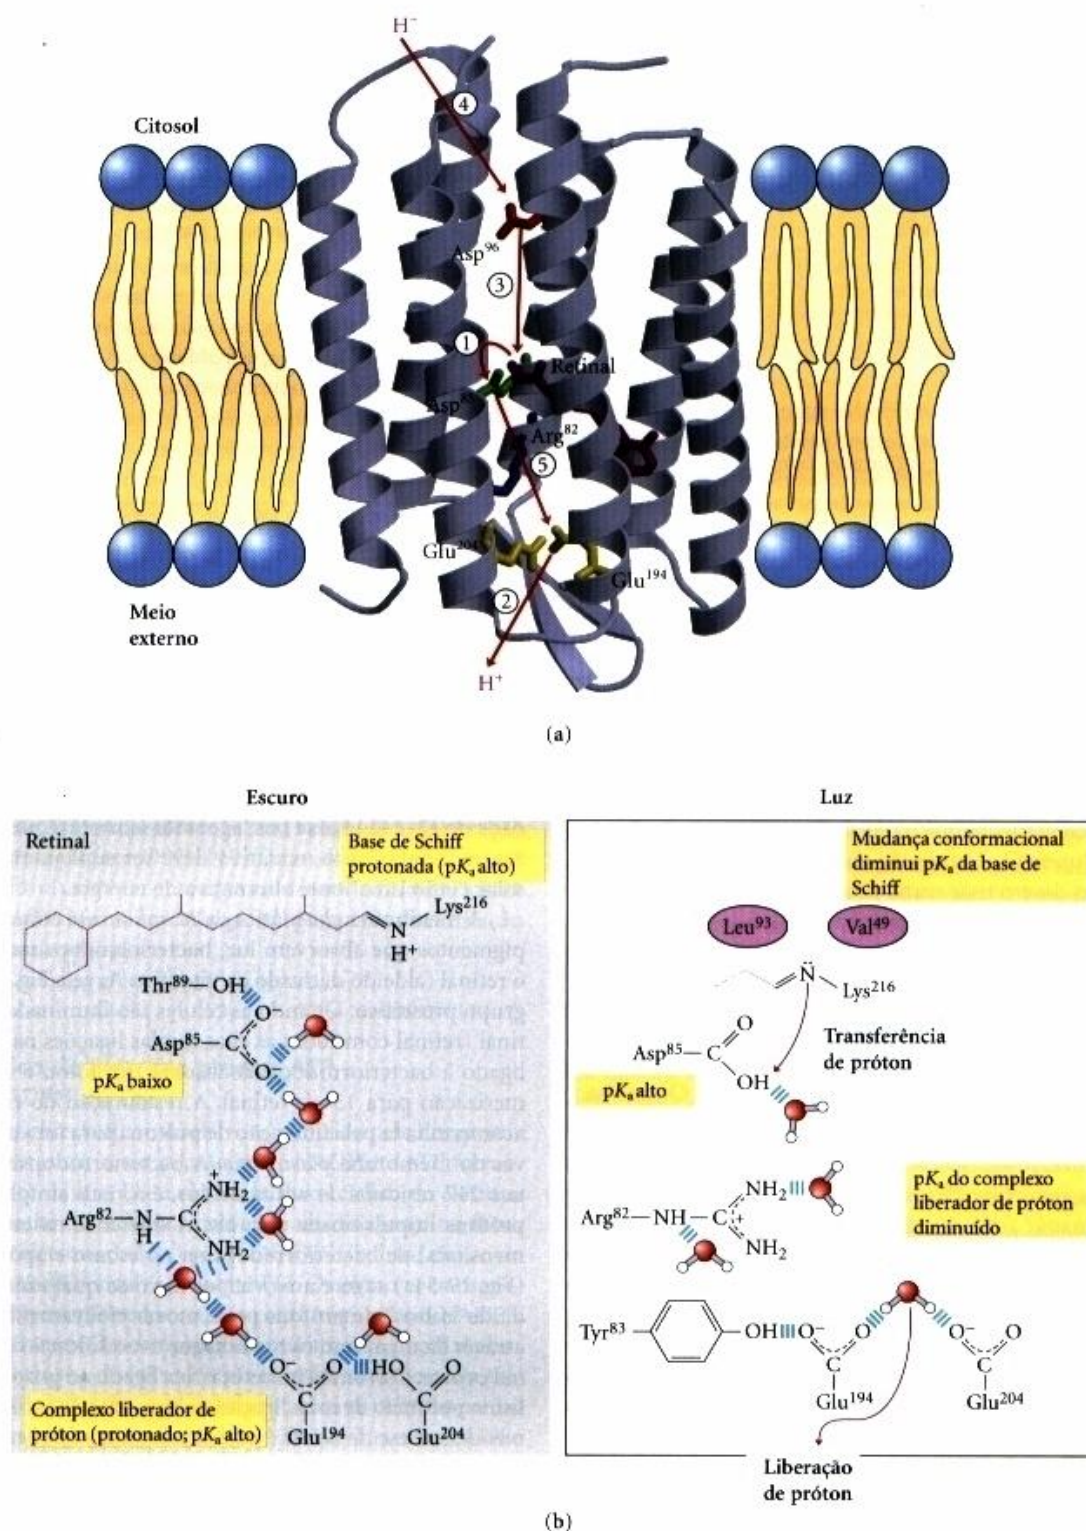 H⁺
4
Citosol
Asp⁹⁶
3
1
Retinal
Asp⁸⁵
Arg⁸²
5
Glu²⁰⁴
Glu¹⁹⁴
2
Meio
externo
H⁺
(a)
Escuro
Retinal
Base de Schiff
protonada (pKₐ alto)
Lys²¹⁶
N
H⁺
Thr⁸⁹ OH
O⁻
Asp⁸⁵ C
O⁻
pKₐ baixo
+
NH₂
Arg⁸² N C
H
NH₂
O⁻ O HO O
C C
Glu¹⁹⁴ Glu²⁰⁴
Complexo liberador de
próton (protonado; pKₐ alto)
Luz
Mudança conformacional
diminui pKₐ da base de
Schiff
Leu⁹³ Val⁴⁹
N
Lys²¹⁶
Transferência
de próton
O
Asp⁸⁵ C
OH
pKₐ alto
NH₂
Arg⁸² NH C
+
NH₂
pKₐ do complexo
liberador de próton
diminuído
Tyr⁸³ OH O⁻ O O⁻ O
C C
Glu¹⁹⁴ Glu²⁰⁴
Liberação
de próton
(b)